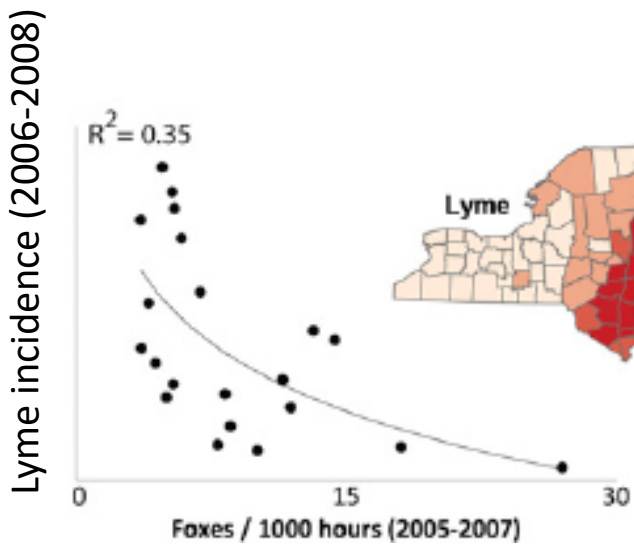 Lyme incidence (2006-2008)
R2= 0.35
Lyme
0 15 30
Foxes / 1000 hours (2005-2007)